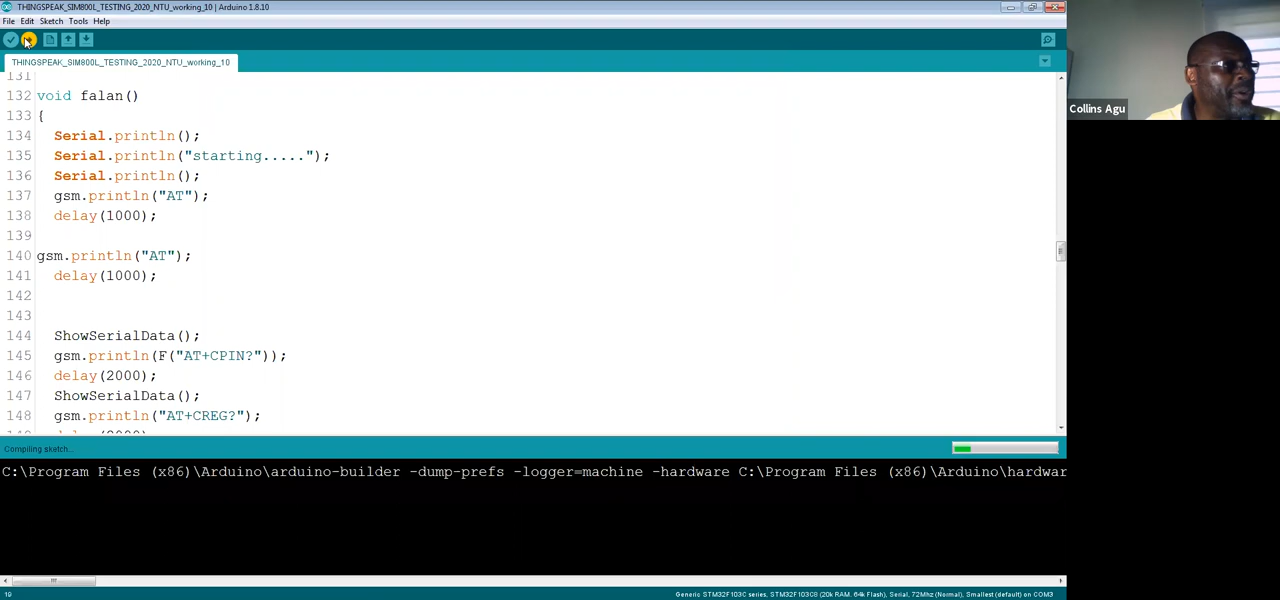 THINGSPEAK_SIM800L_TESTING_2020_NTU_working_10 | Arduino 1.8.10
File Edit Sketch Tools Help
THINGSPEAK_SIM800L_TESTING_2020_NTU_working_10
131
132 void falan()
133 {
134 Serial.println();
135 Serial.println("starting.....");
136 Serial.println();
137 gsm.println("AT");
138 delay(1000);
139
140 gsm.println("AT");
141 delay(1000);
142
143
144 ShowSerialData();
145 gsm.println(F("AT+CPIN?"));
146 delay(2000);
147 ShowSerialData();
148 gsm.println("AT+CREG?");
Compiling sketch...
C:\Program Files (x86)\Arduino\arduino-builder -dump-prefs -logger=machine -hardware C:\Program Files (x86)\Arduino\hardwar
19 Generic STM32F103C series, STM32F103C8 (20k RAM. 64k Flash), Serial, 72Mhz (Normal), Smallest (default) on COM3
Collins Agu